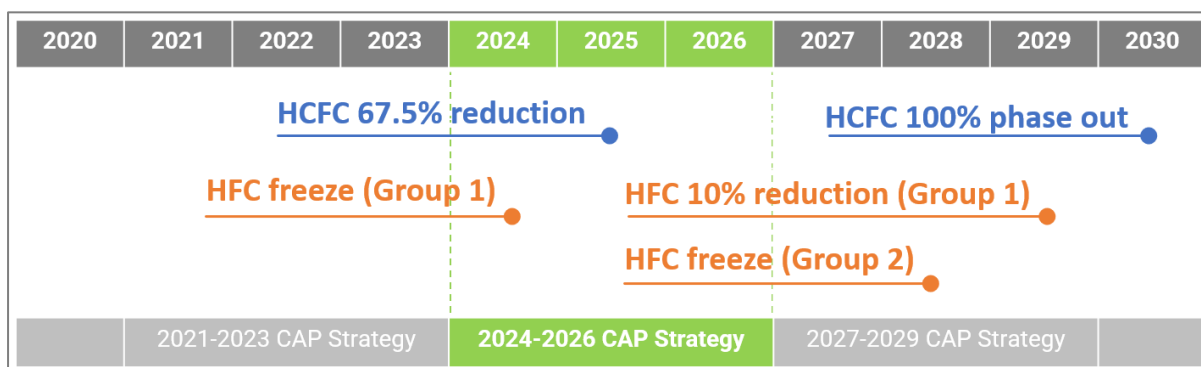 2020 2021 2022 2023 2024 2025 2026 2027 2028 2029 2030
HCFC 67.5% reduction HCFC 100% phase out
HFC freeze (Group 1) HFC 10% reduction (Group 1)
HFC freeze (Group 2)
2021-2023 CAP Strategy 2024-2026 CAP Strategy 2027-2029 CAP Strategy